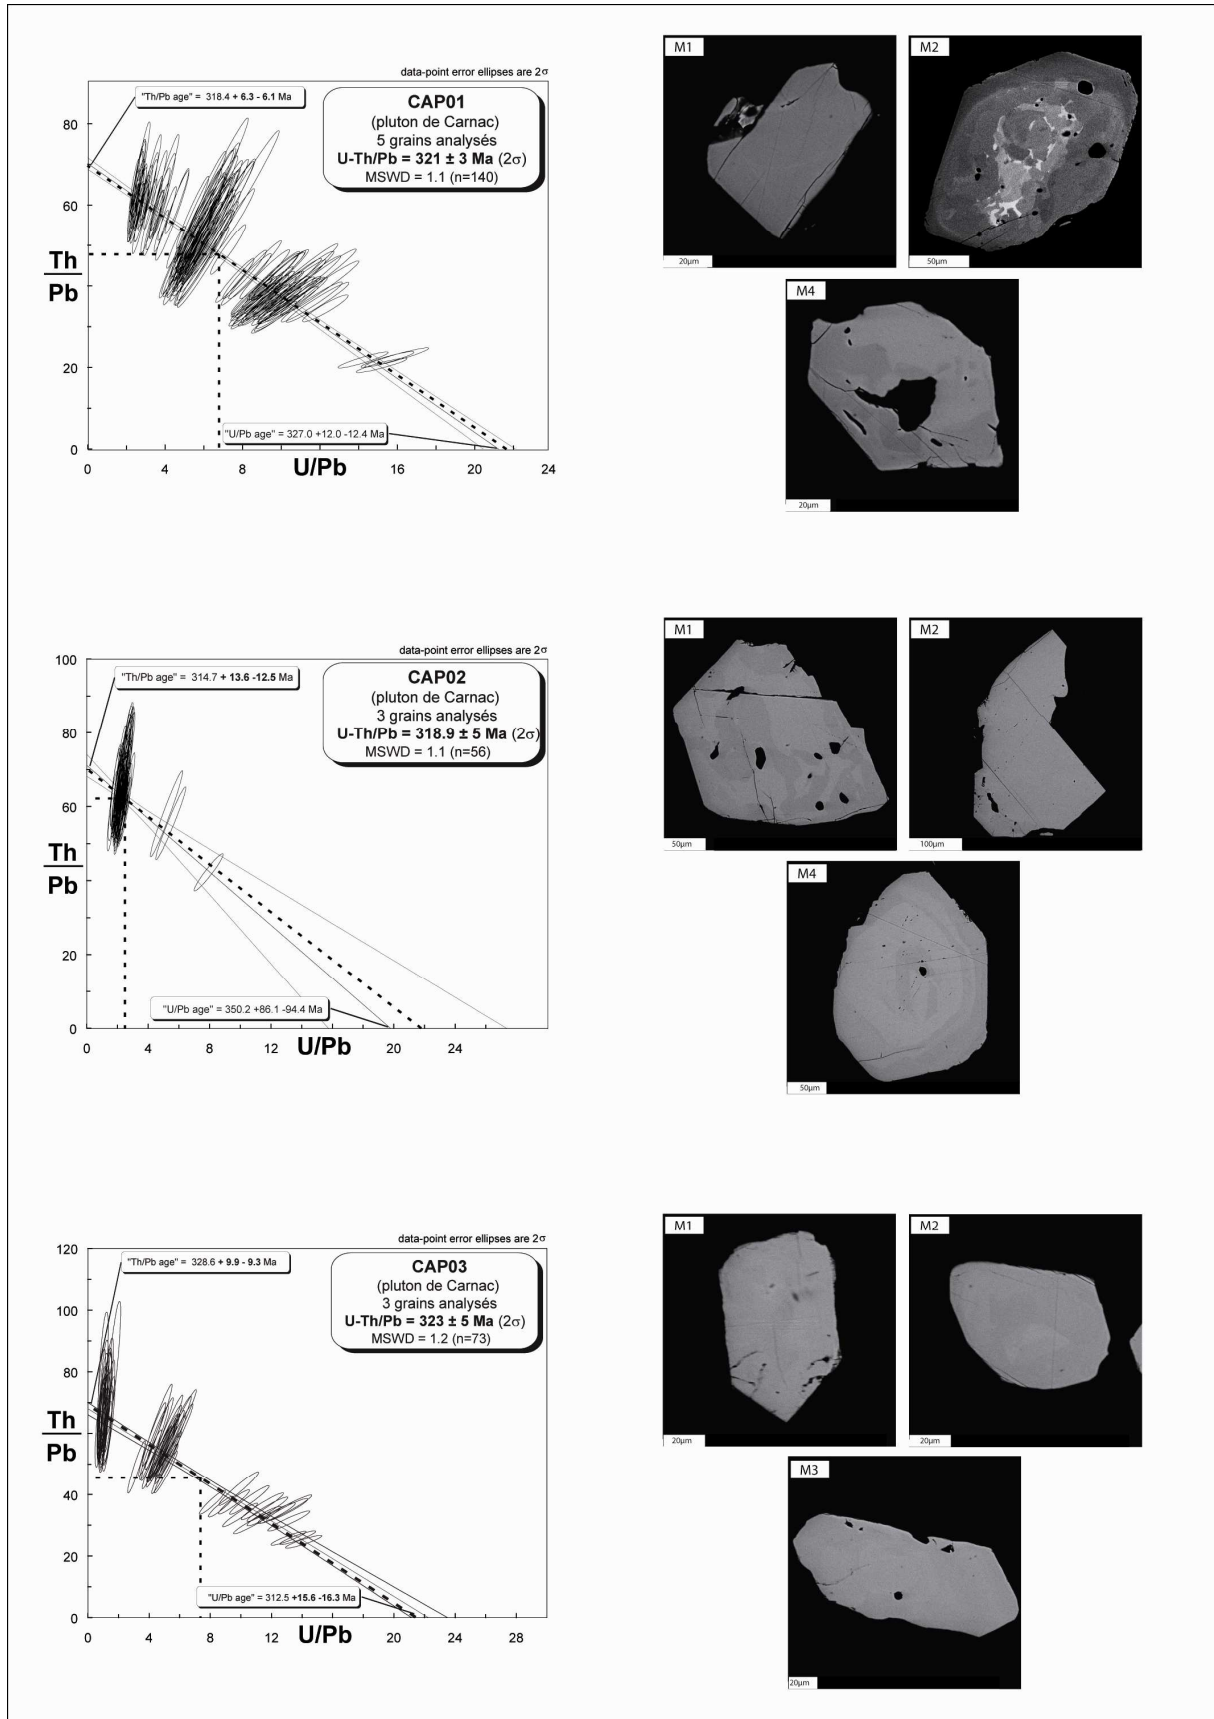 data-point error ellipses are 2σ
"Th/Pb age" = 318.4 + 6.3 - 6.1 Ma
CAP01
(pluton de Carnac)
5 grains analysés
U-Th/Pb = 321 ± 3 Ma (2σ)
MSWD = 1.1 (n=140)
80
60
Th
Pb
20
"U/Pb age" = 327.0 +12.0 -12.4 Ma
0
0 4 8 U/Pb 16 20 24
M1
20µm
M2
50µm
M4
20µm
data-point error ellipses are 2σ
100
"Th/Pb age" = 314.7 + 13.6 -12.5 Ma
CAP02
(pluton de Carnac)
3 grains analysés
U-Th/Pb = 318.9 ± 5 Ma (2σ)
MSWD = 1.1 (n=56)
80
60
Th
Pb
20
"U/Pb age" = 350.2 +86.1 -94.4 Ma
0
0 4 8 12 U/Pb 20 24
M1
50µm
M2
100µm
M4
50µm
data-point error ellipses are 2σ
120
"Th/Pb age" = 328.6 + 9.9 - 9.3 Ma
CAP03
(pluton de Carnac)
3 grains analysés
U-Th/Pb = 323 ± 5 Ma (2σ)
MSWD = 1.2 (n=73)
100
80
Th
Pb
40
20
"U/Pb age" = 312.5 +15.6 -16.3 Ma
0
0 4 8 12 U/Pb 20 24 28
M1
20µm
M2
20µm
M3
20µm